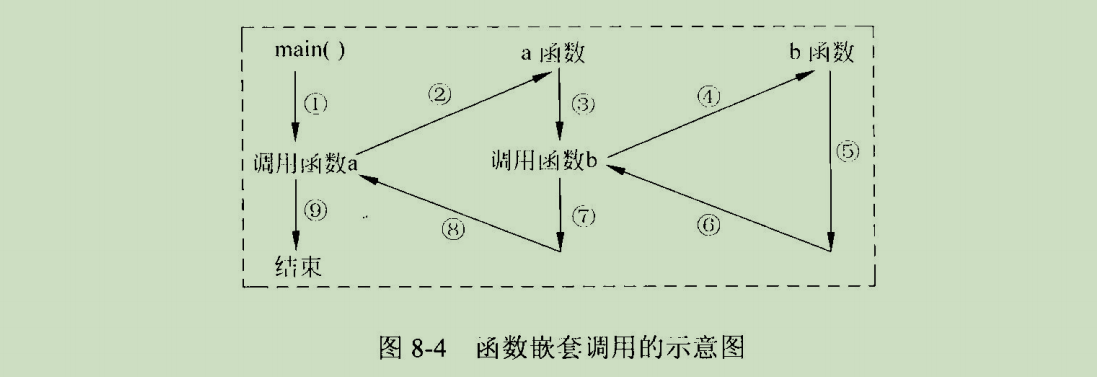 main( ) a 函数 b 函数
① ② ③ ④
调用函数a 调用函数b ⑤
⑨ ⑧ ⑦ ⑥
结束
图 8-4 函数嵌套调用的示意图